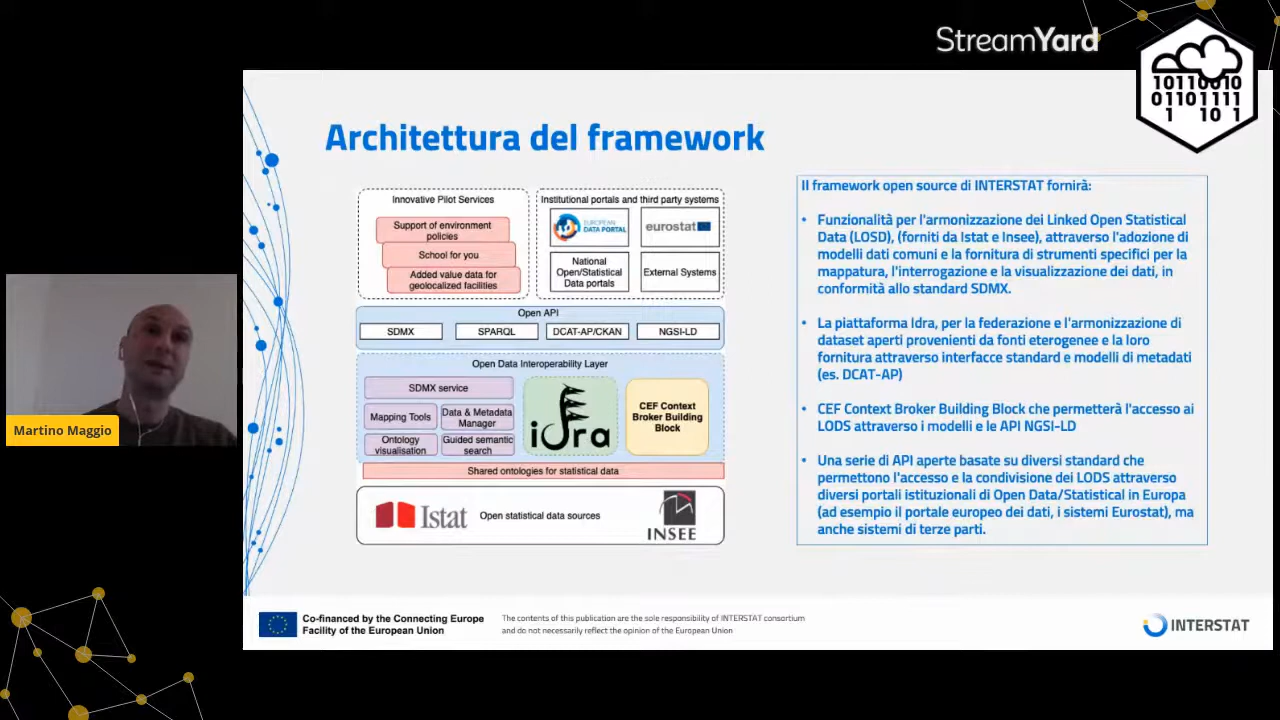 StreamYard
10110010
01101111
1 10 1
Architettura del framework
Innovative Pilot Services
Support of environment
policies
School for you
Added value data for
geolocalized facilities
Institutional portals and third party systems
EUROPEAN
DATA PORTAL
eurostat
National
Open/Statistical
Data portals
External Systems
Open API
SDMX
SPARQL
DCAT-AP/CKAN
NGSI-LD
Open Data Interoperability Layer
SDMX service
Mapping Tools
Data & Metadata
Manager
Ontology
visualisation
Guided semantic
search
idra
CEF Context
Broker Building
Block
Shared ontologies for statistical data
Istat
Open statistical data sources
INSEE
Il framework open source di INTERSTAT fornirà:
• Funzionalità per l'armonizzazione dei Linked Open Statistical
Data (LOSD), (forniti da Istat e Insee), attraverso l'adozione di
modelli dati comuni e la fornitura di strumenti specifici per la
mappatura, l'interrogazione e la visualizzazione dei dati, in
conformità allo standard SDMX.
• La piattaforma Idra, per la federazione e l'armonizzazione di
dataset aperti provenienti da fonti eterogenee e la loro
fornitura attraverso interfacce standard e modelli di metadati
(es. DCAT-AP)
• CEF Context Broker Building Block che permetterà l'accesso ai
LODS attraverso i modelli e le API NGSI-LD
• Una serie di API aperte basate su diversi standard che
permettono l'accesso e la condivisione dei LODS attraverso
diversi portali istituzionali di Open Data/Statistical in Europa
(ad esempio il portale europeo dei dati, i sistemi Eurostat), ma
anche sistemi di terze parti.
Martino Maggio
Co-financed by the Connecting Europe
Facility of the European Union
The contents of this publication are the sole responsibility of INTERSTAT consortium
and do not necessarily reflect the opinion of the European Union
INTERSTAT